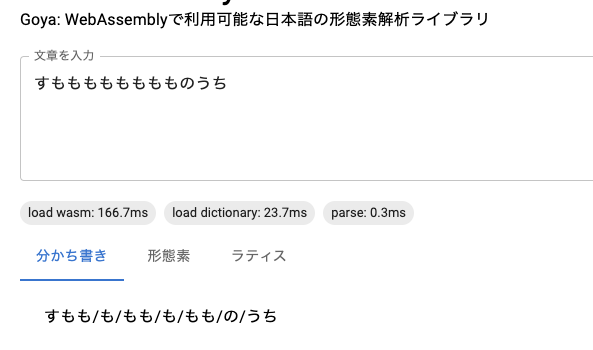 Goya: WebAssemblyで利用可能な日本語の形態素解析ライブラリ
文章を入力
すもももももももものうち
load wasm: 166.7ms load dictionary: 23.7ms parse: 0.3ms
分かち書き 形態素 ラティス
すもも/も/もも/も/もも/の/うち